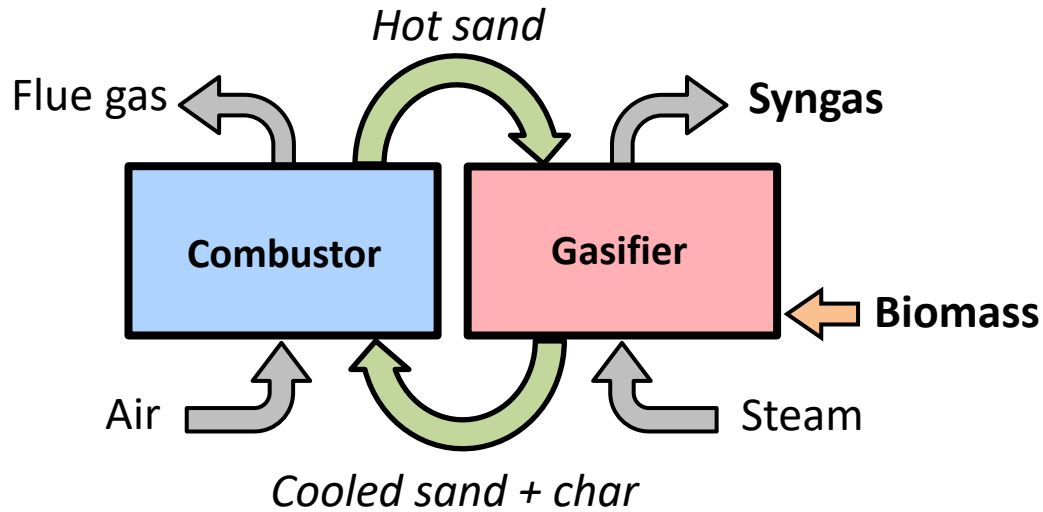 Hot sand
Flue gas
Syngas
Combustor
Gasifier
Biomass
Air
Steam
Cooled sand + char